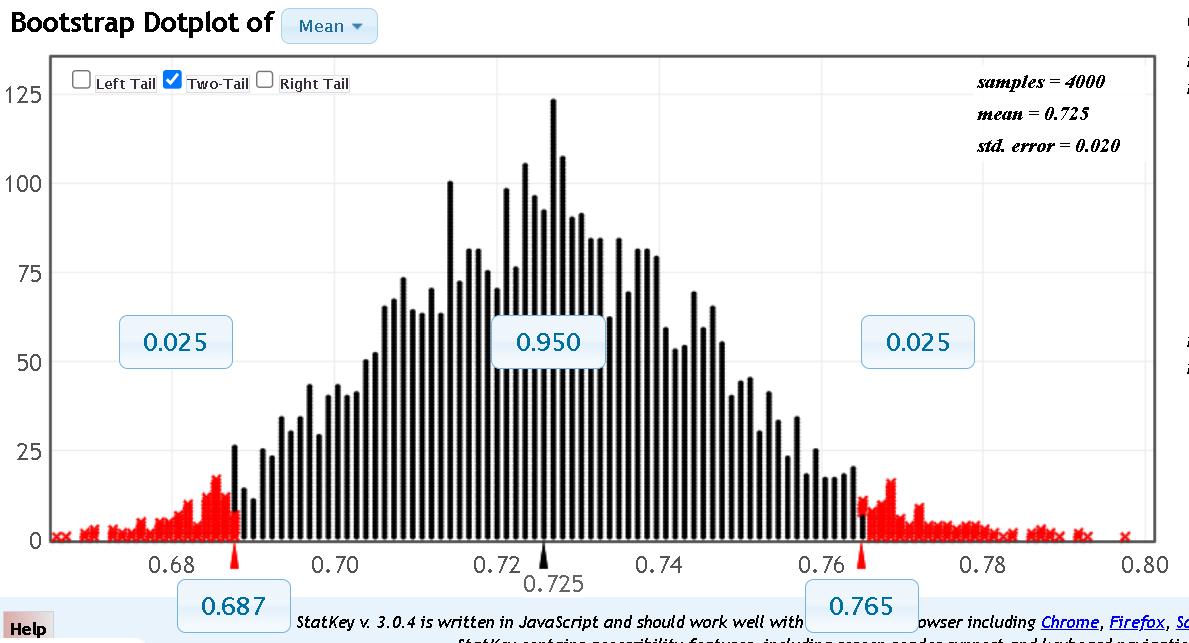 Bootstrap Dotplot of Mean
Left Tail Two-Tail Right Tail
samples = 4000
mean = 0.725
std. error = 0.020
125
100
75
50
25
0
0.025 0.950 0.025
0.68 0.70 0.72 0.74 0.76 0.78 0.80
0.725
0.687 0.765
StatKey v. 3.0.4 is written in JavaScript and should work well with owser including Chrome, Firefox,
Help